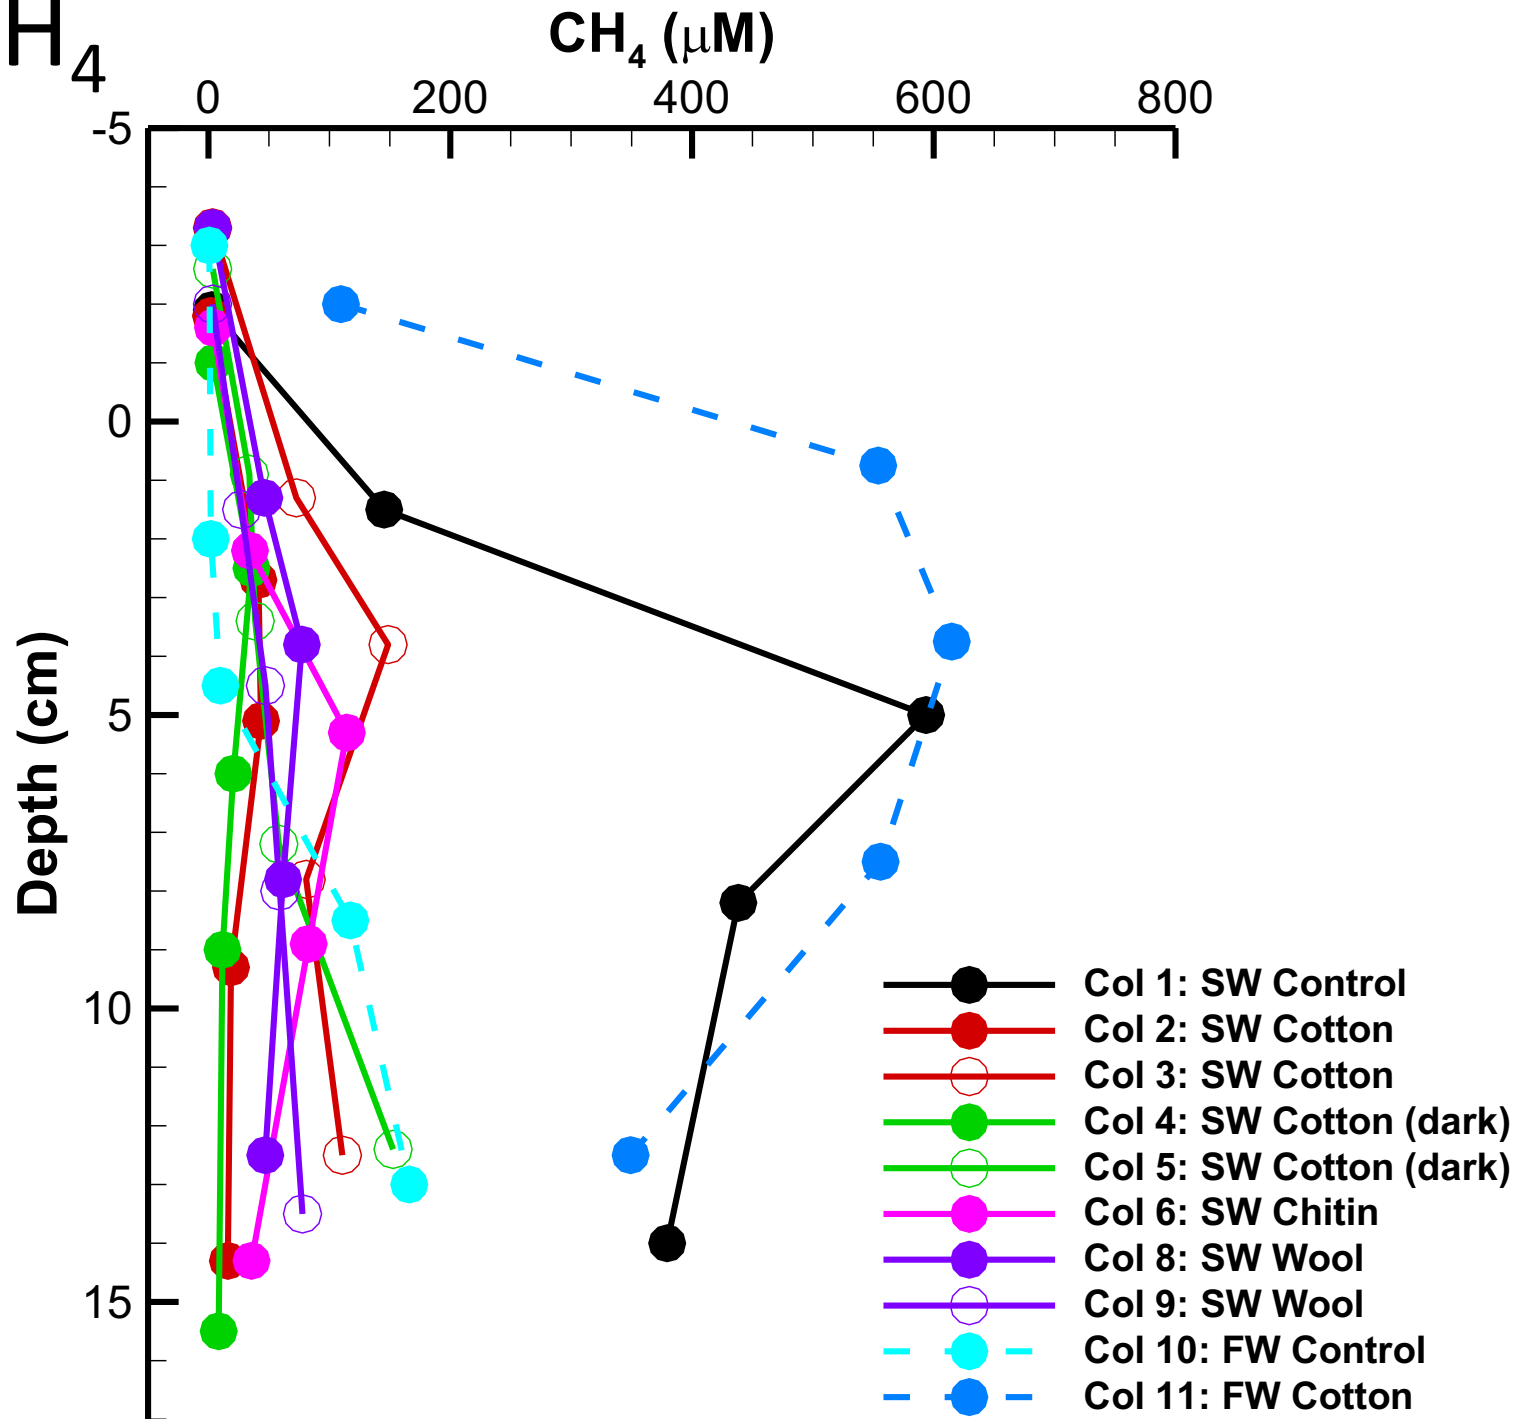 H4
CH4 (μM)
0 200 400 600 800
-5
0
5
10
15
Depth (cm)
Col 1: SW Control
Col 2: SW Cotton
Col 3: SW Cotton
Col 4: SW Cotton (dark)
Col 5: SW Cotton (dark)
Col 6: SW Chitin
Col 8: SW Wool
Col 9: SW Wool
Col 10: FW Control
Col 11: FW Cotton